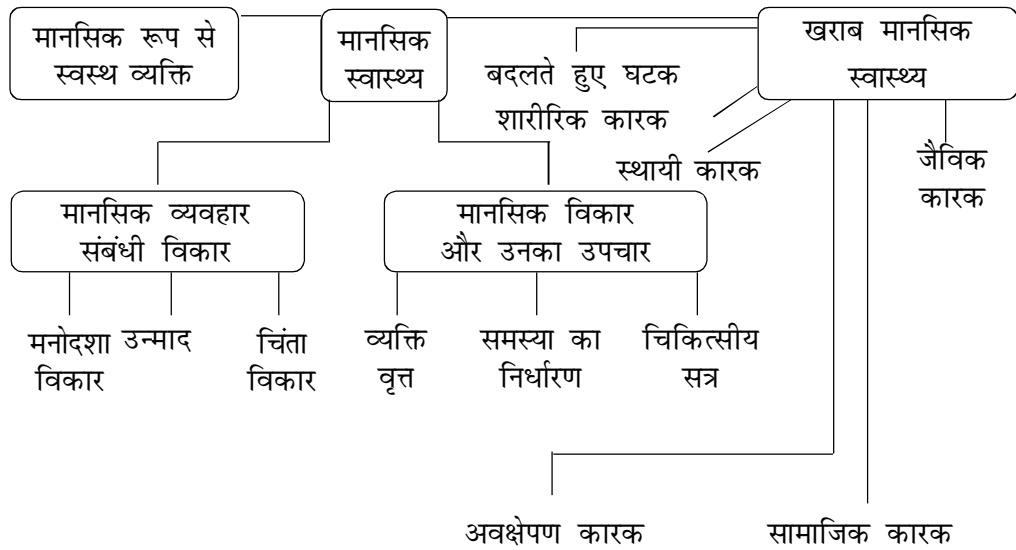 मानसिक रूप से
स्वस्थ व्यक्ति
मानसिक
स्वास्थ्य
खराब मानसिक
स्वास्थ्य
बदलते हुए घटक
शारीरिक कारक
स्थायी कारक
जैविक
कारक
मानसिक व्यवहार
संबंधी विकार
मानसिक विकार
और उनका उपचार
मनोदशा
विकार
उन्माद
चिंता
विकार
व्यक्ति
वृत्त
समस्या का
निर्धारण
चिकित्सीय
सत्र
अवक्षेपण कारक
सामाजिक कारक